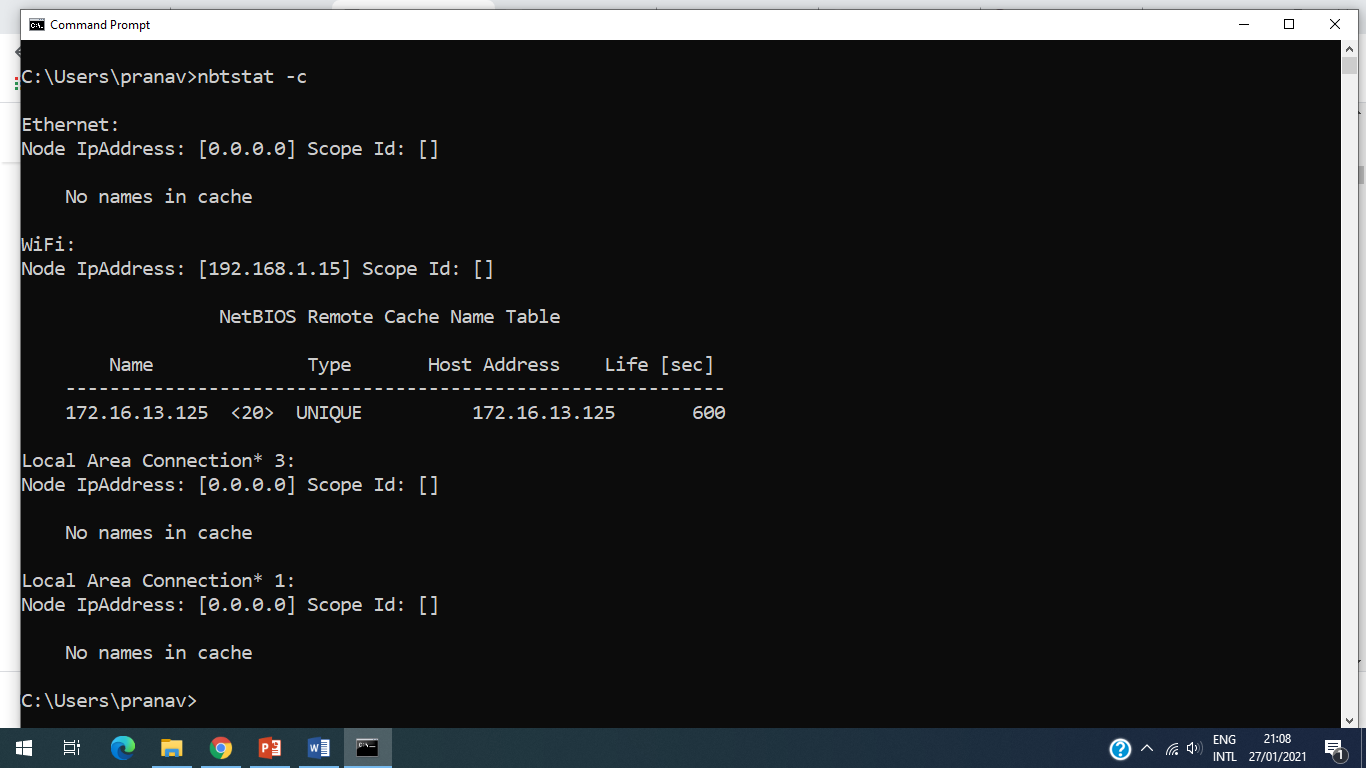 Command Prompt
C:\Users\pranav>nbtstat -c
Ethernet:
Node IpAddress: [0.0.0.0] Scope Id: []
No names in cache
WiFi:
Node IpAddress: [192.168.1.15] Scope Id: []
NetBIOS Remote Cache Name Table
Name Type Host Address Life [sec]
------------------------------------------------------------
172.16.13.125 <20> UNIQUE 172.16.13.125 600
Local Area Connection* 3:
Node IpAddress: [0.0.0.0] Scope Id: []
No names in cache
Local Area Connection* 1:
Node IpAddress: [0.0.0.0] Scope Id: []
No names in cache
C:\Users\pranav>
ENG 21:08
INTL 27/01/2021 1